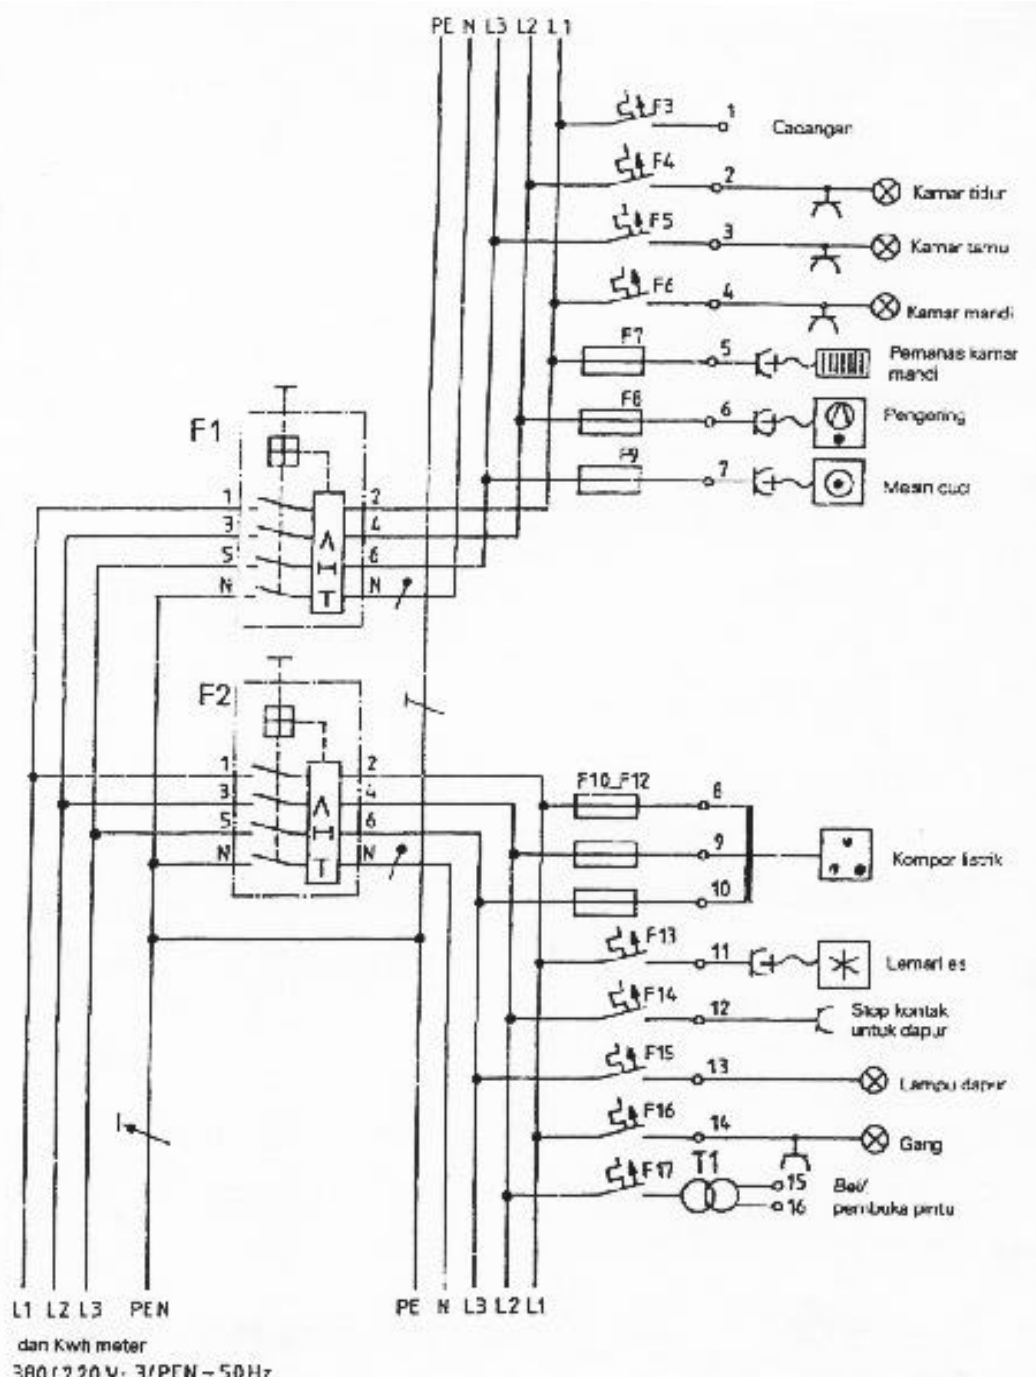 PE N L3 L2 L1
F3 1 Cadangan
F4 2 Kamar tidur
F5 3 Kamar tamu
F6 4 Kamar mandi
F7 5 Pemanas kamar
mandi
F8 6 Pengering
F9 7 Mesin cuci
F1
1 2
3 4
5 6
N N
F2
1 2
3 4
5 6
N N
F10_F12 8
9 Kompor listrik
10
F13 11 Lemari es
F14 12 Stop kontak
untuk dapur
F15 13 Lampu dapur
F16 14 Gang
F17 T1 15 Bel/
16 pembuka pintu
L1 L2 L3 PEN PE N L3 L2 L1
dan Kwh meter
380/220 V; 3/PEN ~ 50Hz